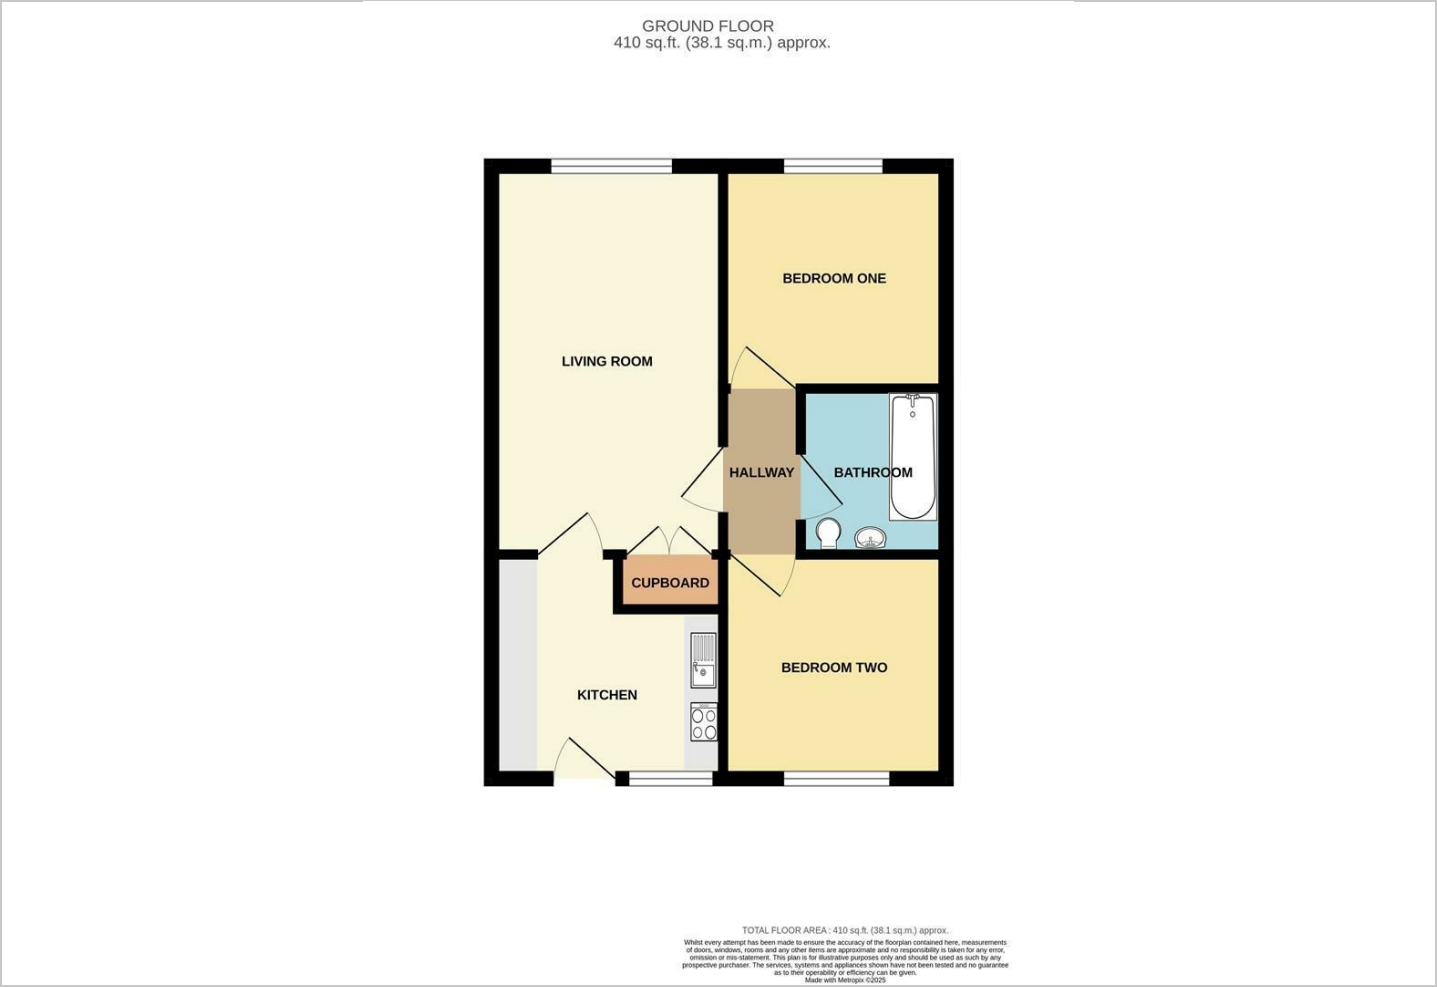 GROUND FLOOR
410 sq.ft. (38.1 sq.m.) approx.
BEDROOM ONE
LIVING ROOM
HALLWAY
BATHROOM
CUPBOARD
BEDROOM TWO
KITCHEN
TOTAL FLOOR AREA : 410 sq.ft. (38.1 sq.m.) approx.
Whilst every attempt has been made to ensure the accuracy of the floorplan contained here, measurements
of doors, windows, rooms and any other items are approximate and no responsibility is taken for any error,
omission or mis-statement. This plan is for illustrative purposes only and should be used as such by any
prospective purchaser. The services, systems and appliances shown have not been tested and no guarantee
as to their operability or efficiency can be given.
Made with Metropix ©2025